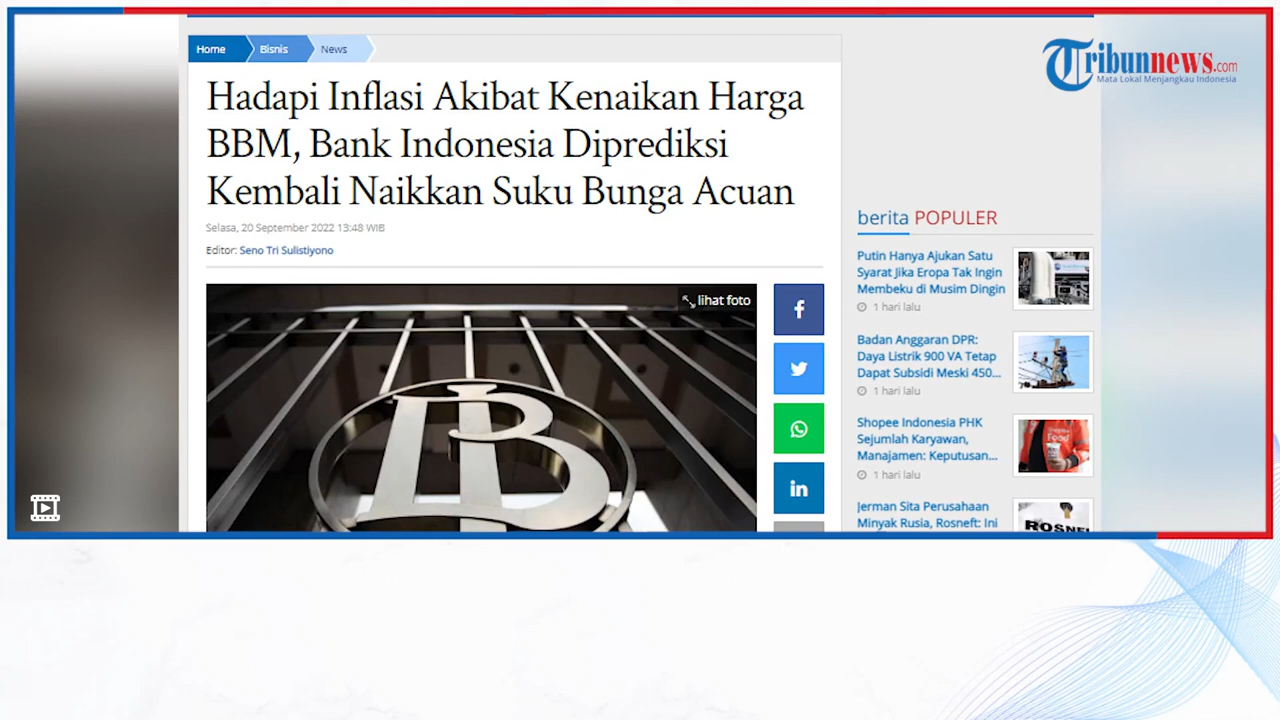 Home Bisnis News
Tribunnews.com
Mata Lokal Menjangkau Indonesia
Hadapi Inflasi Akibat Kenaikan Harga
BBM, Bank Indonesia Diprediksi
Kembali Naikkan Suku Bunga Acuan
Selasa, 20 September 2022 13:48 WIB
Editor: Seno Tri Sulistiyono
lihat foto
berita POPULER
Putin Hanya Ajukan Satu
Syarat Jika Eropa Tak Ingin
Membeku di Musim Dingin
1 hari lalu
Badan Anggaran DPR:
Daya Listrik 900 VA Tetap
Dapat Subsidi Meski 450...
1 hari lalu
Shopee Indonesia PHK
Sejumlah Karyawan,
Manajemen: Keputusan...
1 hari lalu
Food
Jerman Sita Perusahaan
Minyak Rusia, Rosneft: Ini
ROSNEFT